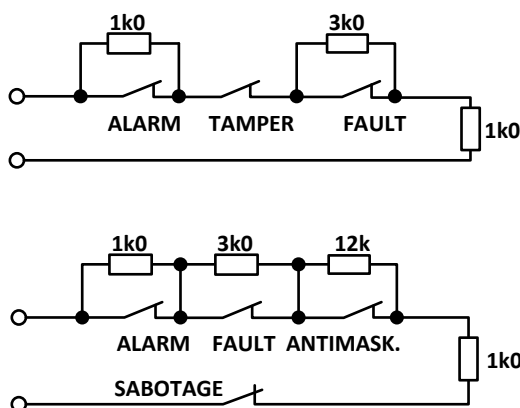 1k0 3k0
ALARM TAMPER FAULT
1k0
1k0 3k0 12k
ALARM FAULT ANTIMASK.
1k0
SABOTAGE